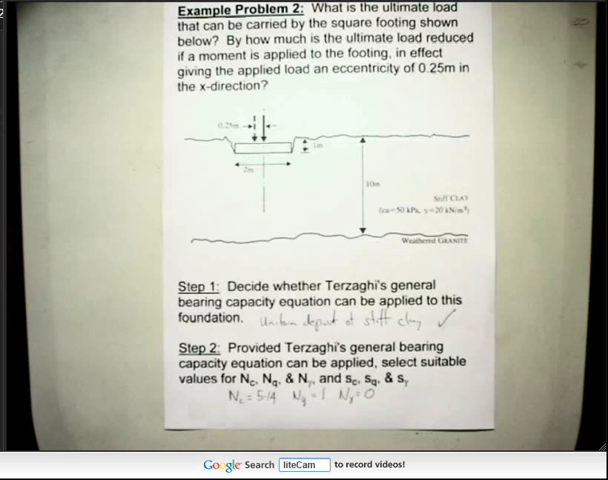 Example Problem 2: What is the ultimate load
that can be carried by the square footing shown
below? By how much is the ultimate load reduced
if a moment is applied to the footing, in effect
giving the applied load an eccentricity of 0.25m in
the x-direction?
0.25m
1m
2m
10m
Stiff CLAY
(cu=50 kPa, γ=20 kN/m³)
Weathered GRANITE
Step 1: Decide whether Terzaghi's general
bearing capacity equation can be applied to this
foundation. Uniform deposit of stiff clay ✓
Step 2: Provided Terzaghi's general bearing
capacity equation can be applied, select suitable
values for Nc, Nq, & Nγ, and sc, sq, & sγ
Nc = 5.14 Nq = 1 Nγ = 0
Google Search liteCam to record videos!